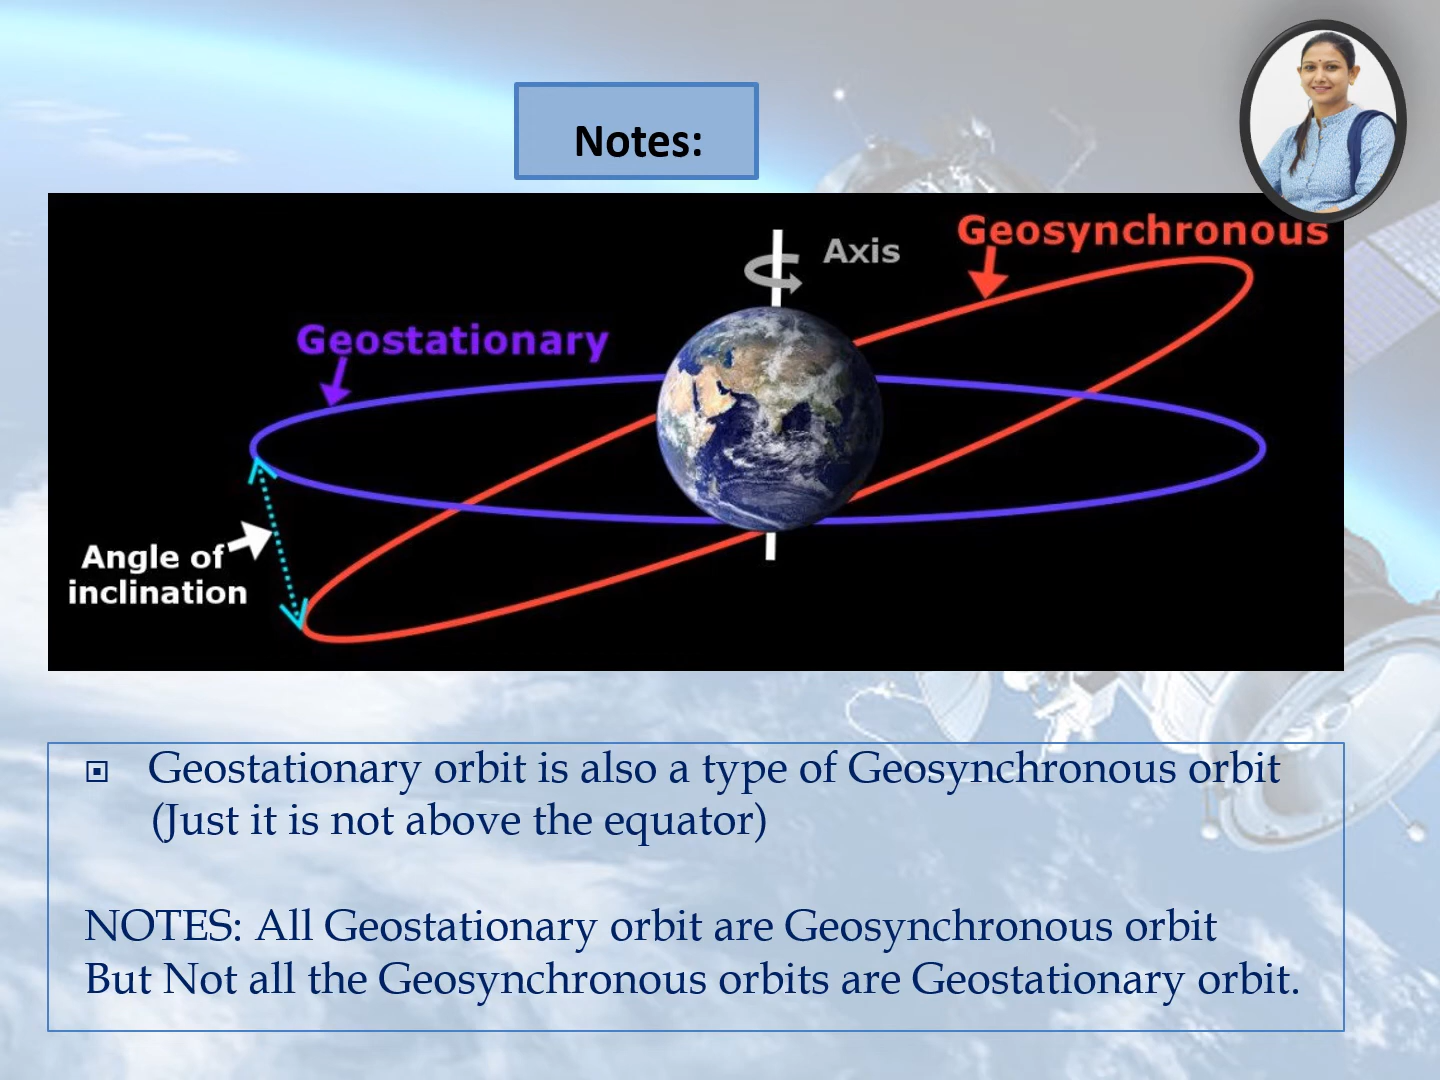 Notes:
Geosynchronous
Axis
Geostationary
Angle of
inclination
Geostationary orbit is also a type of Geosynchronous orbit
(Just it is not above the equator)
NOTES: All Geostationary orbit are Geosynchronous orbit
But Not all the Geosynchronous orbits are Geostationary orbit.